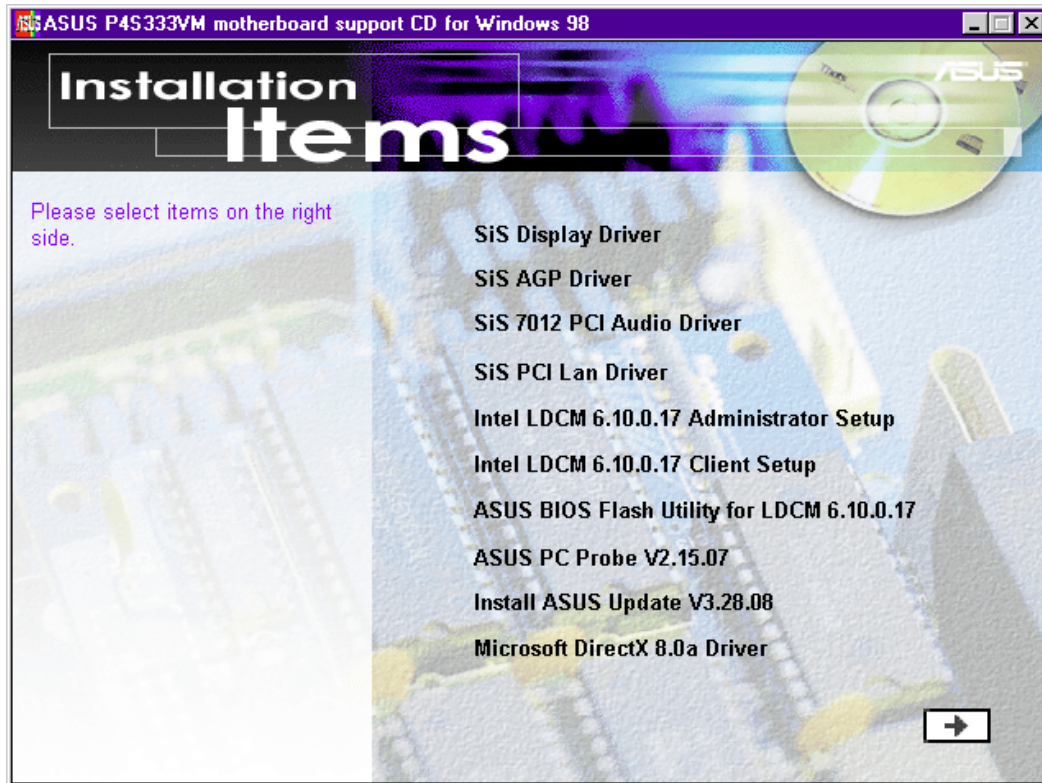 ASUS P4S333VM motherboard support CD for Windows 98
ASUS
Installation
Items
Please select items on the right
side.
SiS Display Driver
SiS AGP Driver
SiS 7012 PCI Audio Driver
SiS PCI Lan Driver
Intel LDCM 6.10.0.17 Administrator Setup
Intel LDCM 6.10.0.17 Client Setup
ASUS BIOS Flash Utility for LDCM 6.10.0.17
ASUS PC Probe V2.15.07
Install ASUS Update V3.28.08
Microsoft DirectX 8.0a Driver